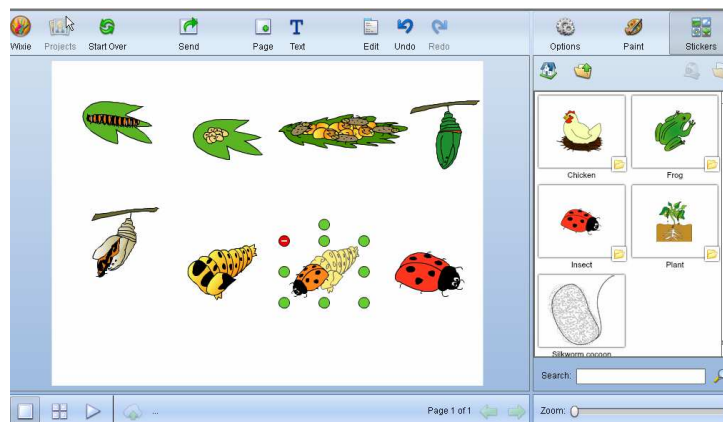 Wixie Projects Start Over Send Page Text Edit Undo Redo Options Paint Stickers
Chicken Frog
Insect Plant
Silkworm cocoon
Search:
Page 1 of 1 Zoom: